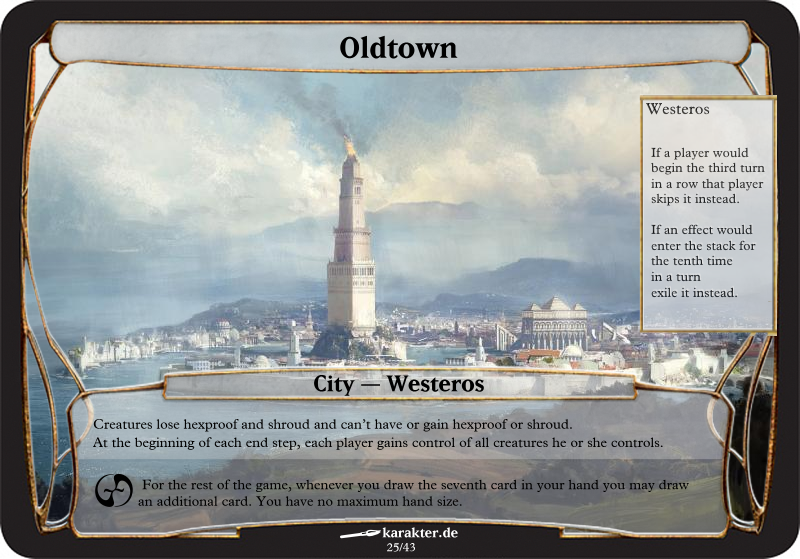 Oldtown
Westeros
If a player would
begin the third turn
in a row that player
skips it instead.
If an effect would
enter the stack for
the tenth time
in a turn
exile it instead.
City — Westeros
Creatures lose hexproof and shroud and can't have or gain hexproof or shroud.
At the beginning of each end step, each player gains control of all creatures he or she controls.
For the rest of the game, whenever you draw the seventh card in your hand you may draw
an additional card. You have no maximum hand size.
karakter.de
25/43